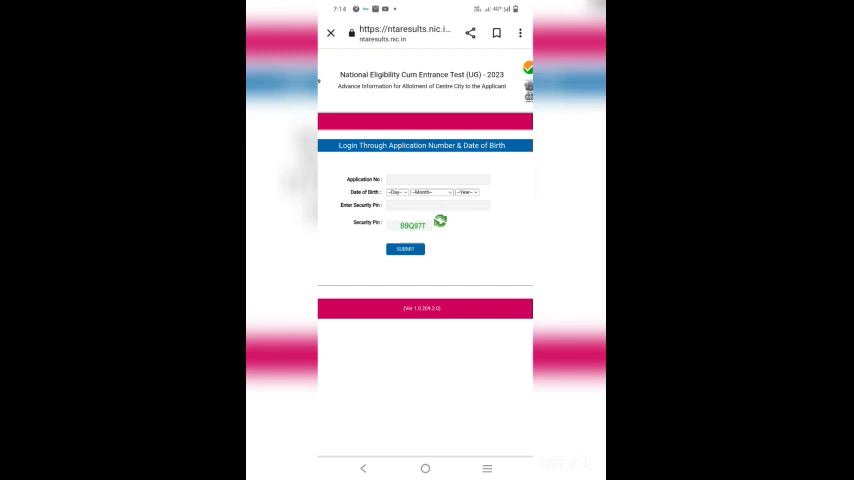 7:14
4G+
https://ntaresults.nic.i...
ntaresults.nic.in
National Eligibility Cum Entrance Test (UG) - 2023
Advance Information for Allotment of Centre City to the Applicant
Login Through Application Number & Date of Birth
Application No :
Date of Birth : --Day-- --Month-- --Year--
Enter Security Pin :
Security Pin : 99Q97T
SUBMIT
(Ver 1.0.209.2.0)